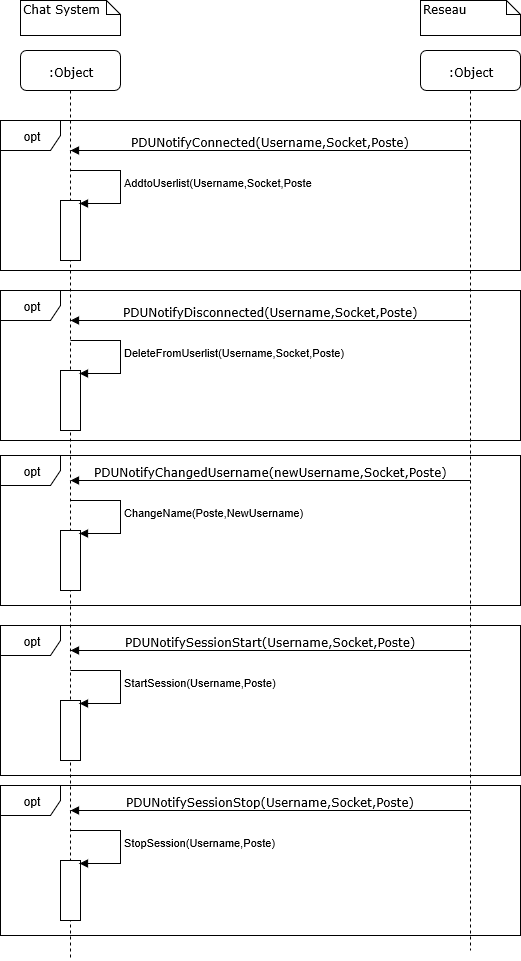 Chat System
Reseau
:Object
:Object
opt
PDUNotifyConnected(Username,Socket,Poste)
AddtoUserlist(Username,Socket,Poste
opt
PDUNotifyDisconnected(Username,Socket,Poste)
DeleteFromUserlist(Username,Socket,Poste)
opt
PDUNotifyChangedUsername(newUsername,Socket,Poste)
ChangeName(Poste,NewUsername)
opt
PDUNotifySessionStart(Username,Socket,Poste)
StartSession(Username,Poste)
opt
PDUNotifySessionStop(Username,Socket,Poste)
StopSession(Username,Poste)